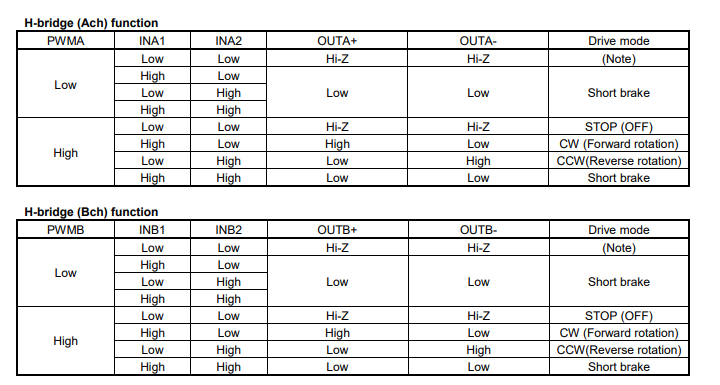 H-bridge (Ach) function
PWMA INA1 INA2 OUTA+ OUTA- Drive mode
Low Low Low Hi-Z Hi-Z (Note)
High Low Low Low Short brake
Low High
High High
High Low Low Hi-Z Hi-Z STOP (OFF)
High Low High Low CW (Forward rotation)
Low High Low High CCW(Reverse rotation)
High High Low Low Short brake
H-bridge (Bch) function
PWMB INB1 INB2 OUTB+ OUTB- Drive mode
Low Low Low Hi-Z Hi-Z (Note)
High Low Low Low Short brake
Low High
High High
High Low Low Hi-Z Hi-Z STOP (OFF)
High Low High Low CW (Forward rotation)
Low High Low High CCW(Reverse rotation)
High High Low Low Short brake